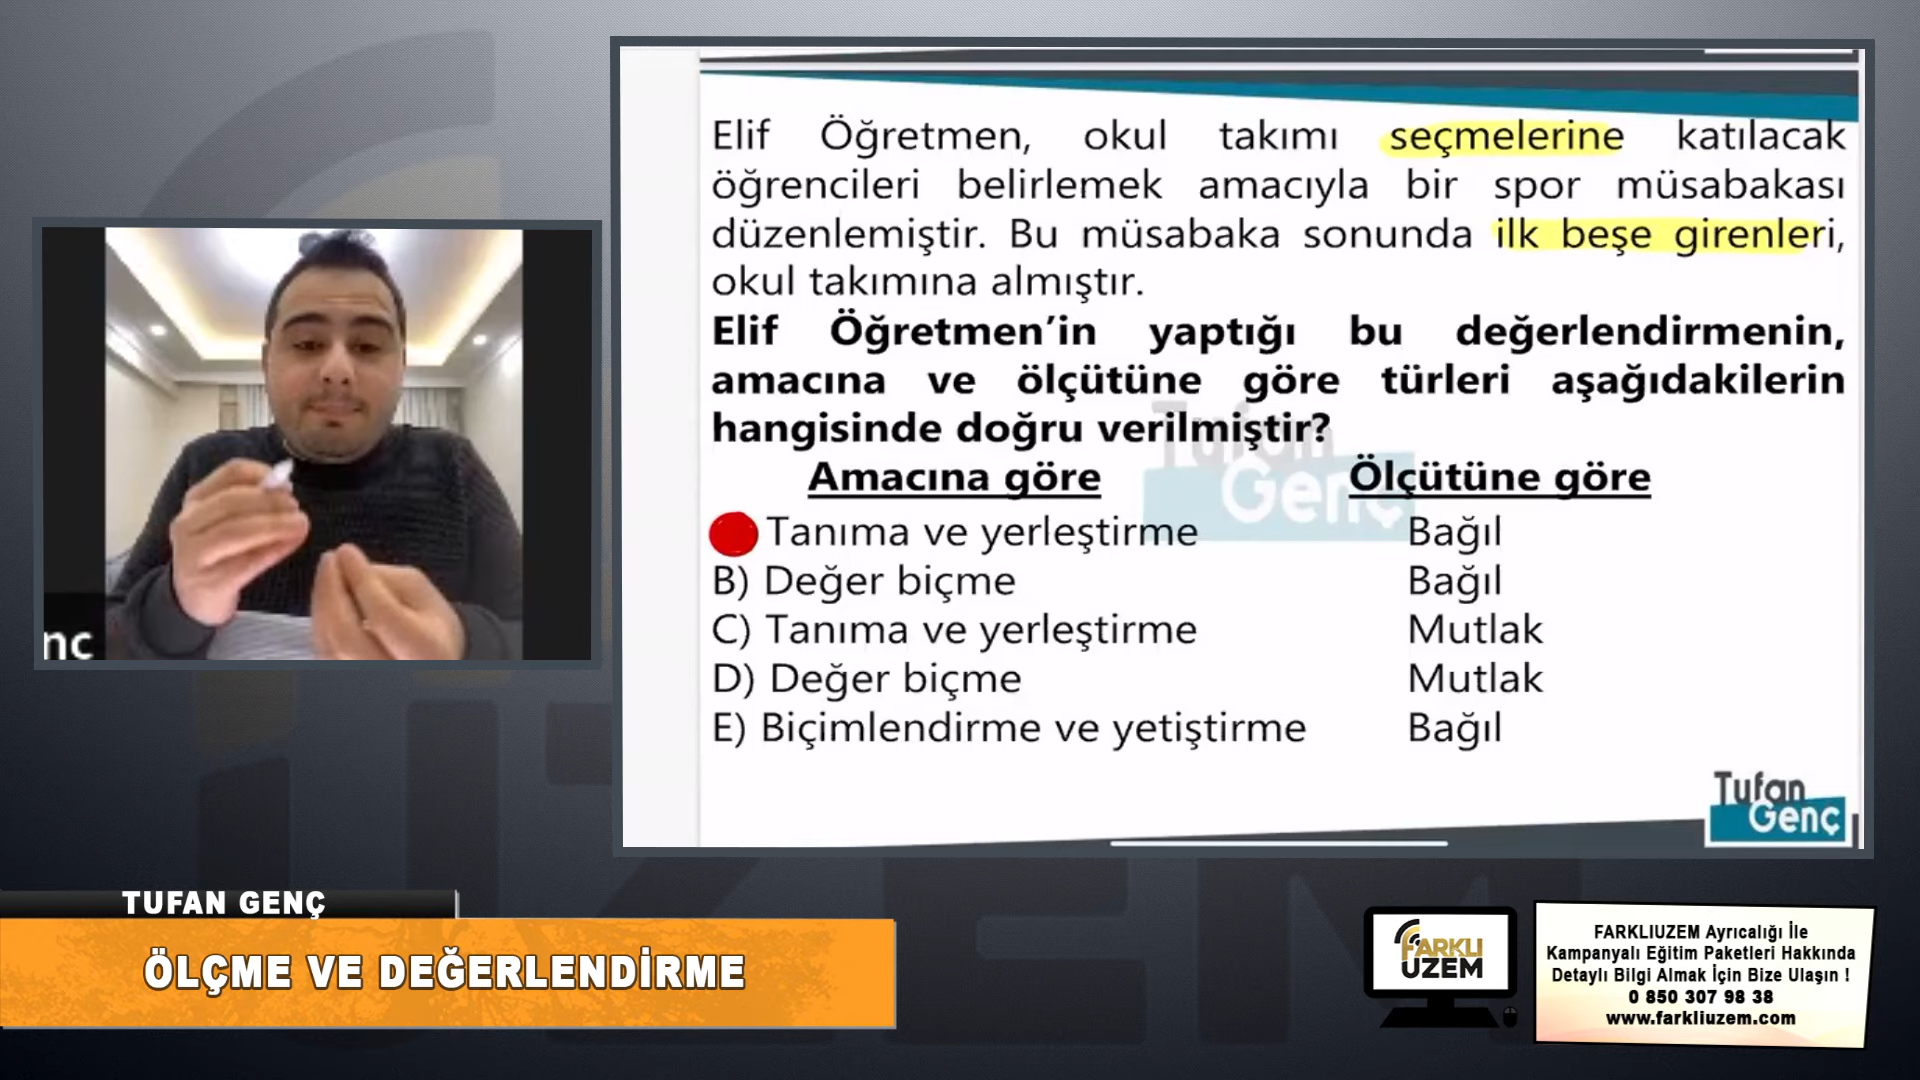 Elif Öğretmen, okul takımı seçmelerine katılacak
öğrencileri belirlemek amacıyla bir spor müsabakası
düzenlemiştir. Bu müsabaka sonunda ilk beşe girenleri,
okul takımına almıştır.
Elif Öğretmen’in yaptığı bu değerlendirmenin,
amacına ve ölçütüne göre türleri aşağıdakilerin
hangisinde doğru verilmiştir?
Amacına göre Ölçütüne göre
Tanıma ve yerleştirme Bağıl
B) Değer biçme Bağıl
C) Tanıma ve yerleştirme Mutlak
D) Değer biçme Mutlak
E) Biçimlendirme ve yetiştirme Bağıl
Tufan
Genç
Tufan
Genç
nç
TUFAN GENÇ
ÖLÇME VE DEĞERLENDİRME
FARKLI
UZEM
FARKLIUZEM Ayrıcalığı İle
Kampanyalı Eğitim Paketleri Hakkında
Detaylı Bilgi Almak İçin Bize Ulaşın !
0 850 307 98 38
www.farkliuzem.com